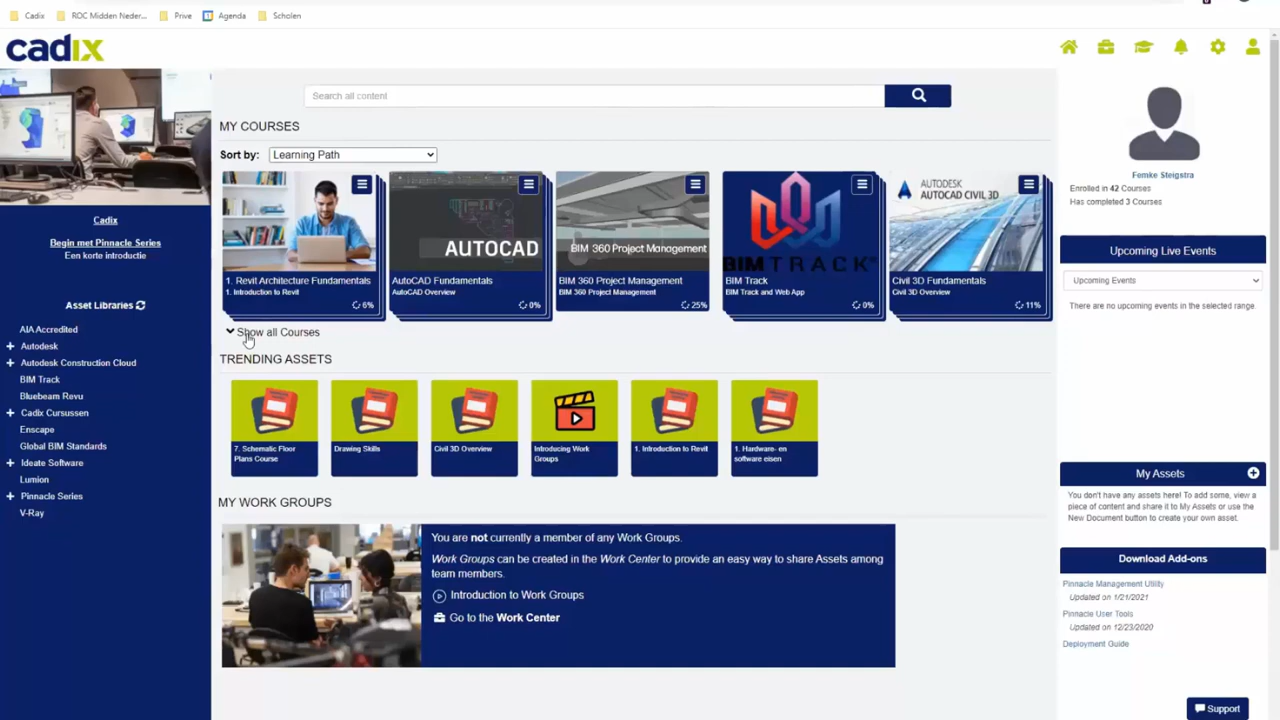 Cadix
ROC Midden Neder...
Prive
Agenda
Scholen
cadix
Search all content
MY COURSES
Sort by:
Learning Path
1. Revit Architecture Fundamentals
1. Introduction to Revit
6%
AUTOCAD
AutoCAD Fundamentals
AutoCAD Overview
0%
BIM 360 Project Management
BIM 360 Project Management
BIM 360 Project Management
25%
BIMTRACK
BIM Track
BIM Track and Web App
0%
AUTODESK
AUTOCAD CIVIL 3D
Civil 3D Fundamentals
Civil 3D Overview
11%
Show all Courses
TRENDING ASSETS
7. Schematic Floor
Plans Course
Drawing Skills
Civil 3D Overview
Introducing Work
Groups
1. Introduction to Revit
1. Hardware- en
software eisen
MY WORK GROUPS
You are not currently a member of any Work Groups.
Work Groups can be created in the Work Center to provide an easy way to share Assets among
team members.
Introduction to Work Groups
Go to the Work Center
Cadix
Begin met Pinnacle Series
Een korte introductie
Asset Libraries
AIA Accredited
Autodesk
Autodesk Construction Cloud
BIM Track
Bluebeam Revu
Cadix Cursussen
Enscape
Global BIM Standards
Ideate Software
Lumion
Pinnacle Series
V-Ray
Femke Steigstra
Enrolled in 42 Courses
Has completed 3 Courses
Upcoming Live Events
Upcoming Events
There are no upcoming events in the selected range.
My Assets
You don't have any assets here! To add some, view a
piece of content and share it to My Assets or use the
New Document button to create your own asset.
Download Add-ons
Pinnacle Management Utility
Updated on 1/21/2021
Pinnacle User Tools
Updated on 12/23/2020
Deployment Guide
Support